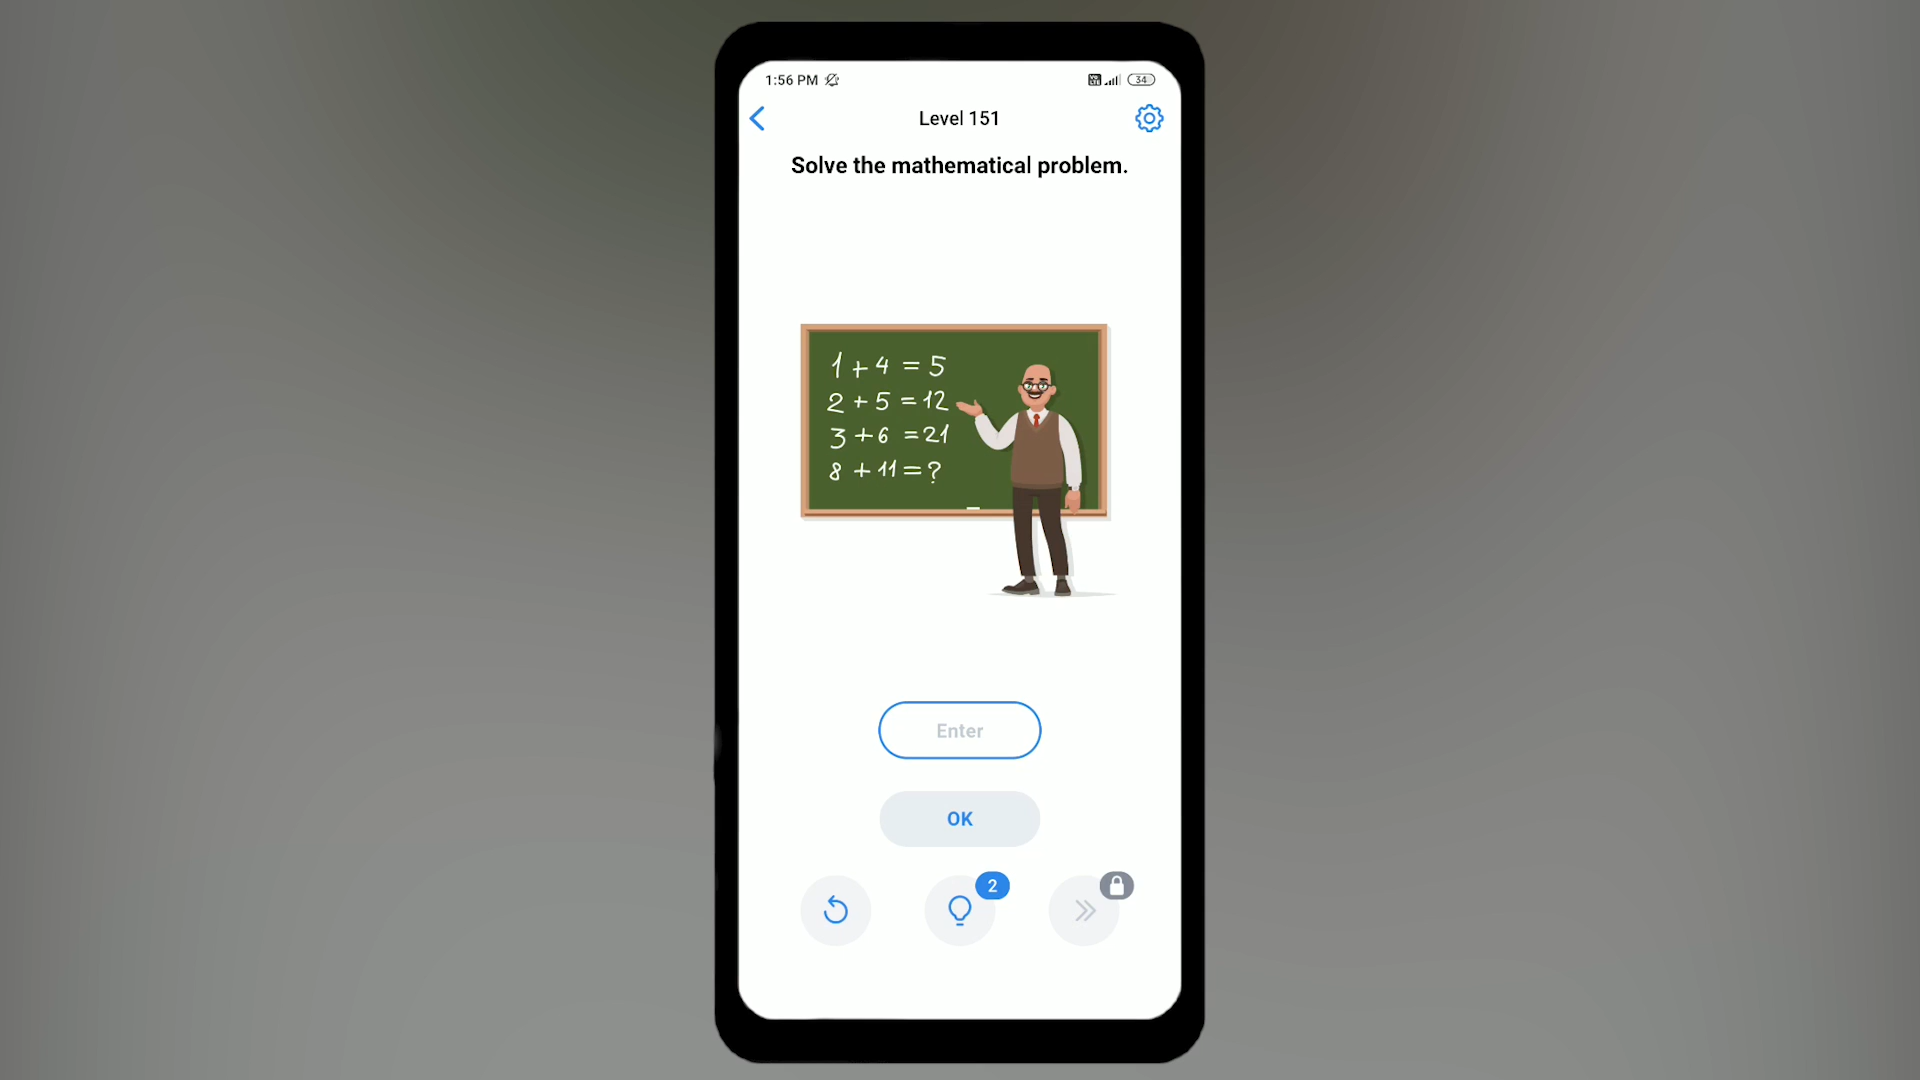 1:56 PM
34
Level 151
Solve the mathematical problem.
1 + 4 = 5
2 + 5 = 12
3 + 6 = 21
8 + 11 = ?
Enter
OK
2